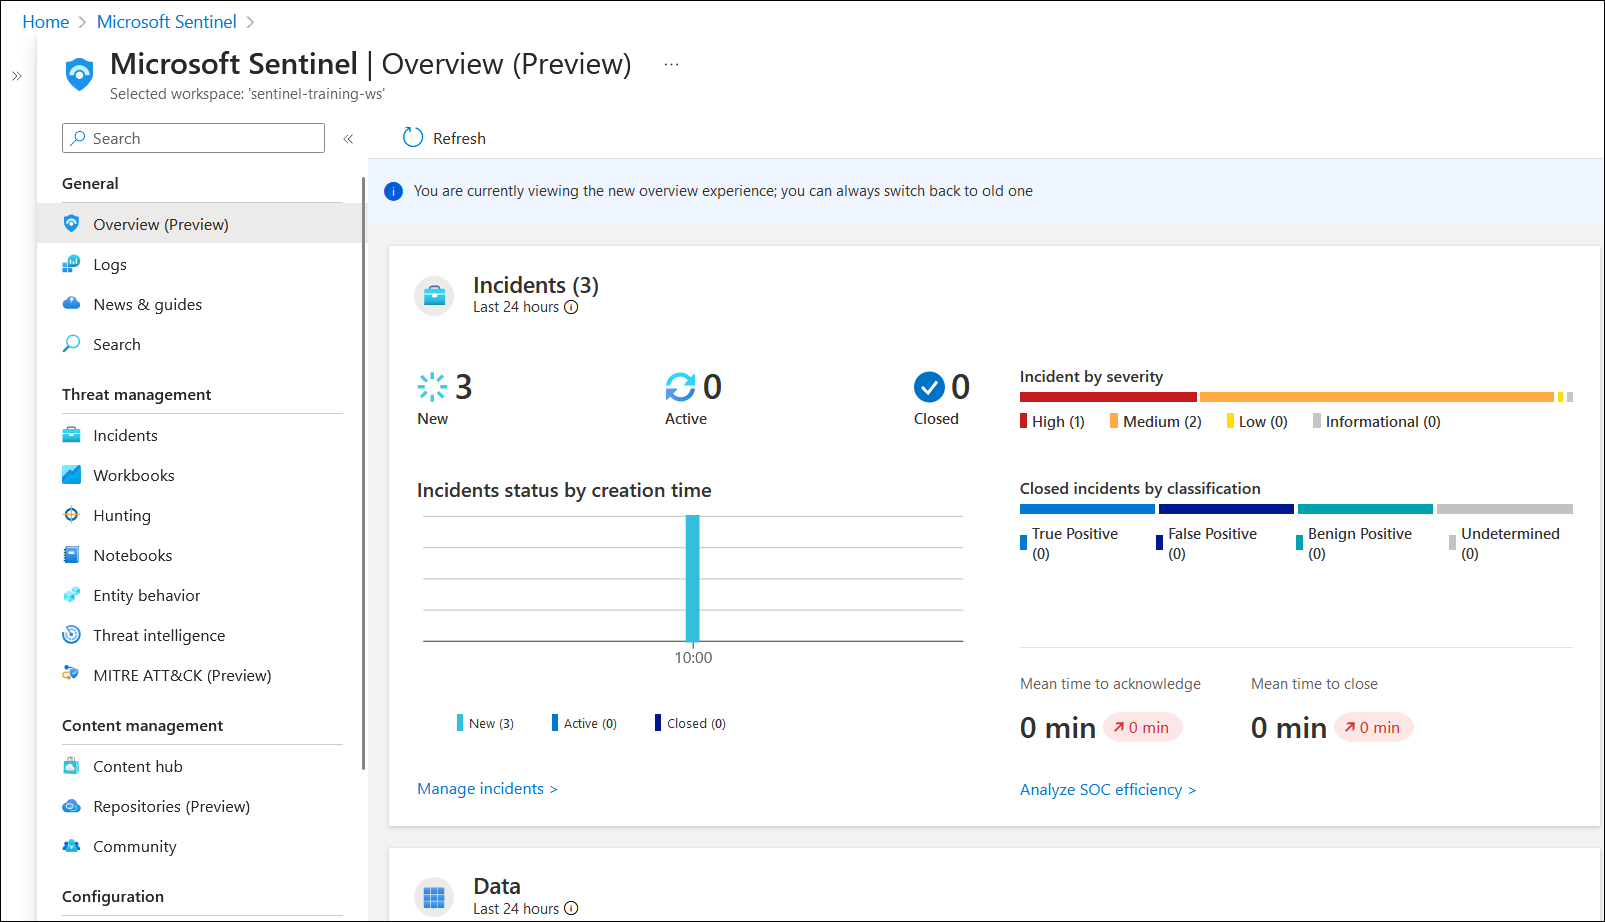 Home > Microsoft Sentinel >
Microsoft Sentinel | Overview (Preview) ...
Selected workspace: 'sentinel-training-ws'
Search
Refresh
General
Overview (Preview)
Logs
News & guides
Search
Threat management
Incidents
Workbooks
Hunting
Notebooks
Entity behavior
Threat intelligence
MITRE ATT&CK (Preview)
Content management
Content hub
Repositories (Preview)
Community
Configuration
You are currently viewing the new overview experience; you can always switch back to old one
Incidents (3)
Last 24 hours
3
New
0
Active
0
Closed
Incident by severity
High (1) Medium (2) Low (0) Informational (0)
Incidents status by creation time
10:00
New (3) Active (0) Closed (0)
Manage incidents >
Closed incidents by classification
True Positive (0)
False Positive (0)
Benign Positive (0)
Undetermined (0)
Mean time to acknowledge
0 min 0 min
Mean time to close
0 min 0 min
Analyze SOC efficiency >
Data
Last 24 hours